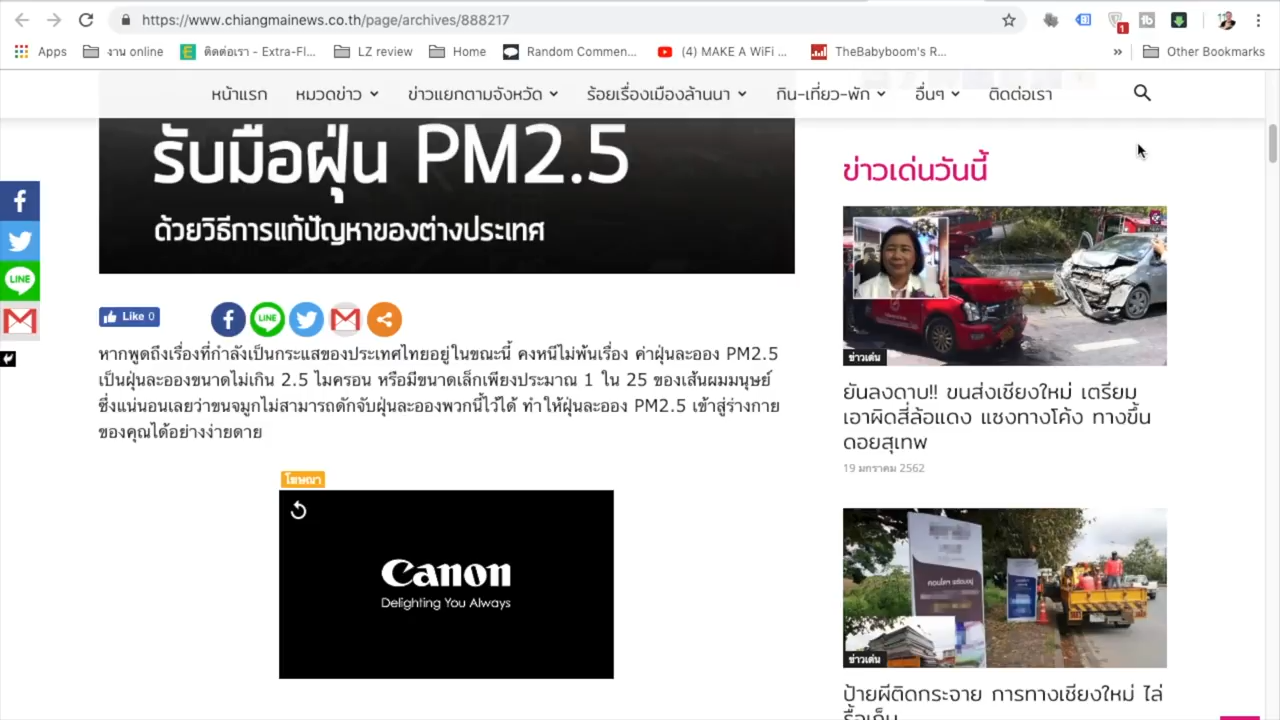 https://www.chiangmainews.co.th/page/archives/888217
1
Apps
งาน online
ติดต่อเรา - Extra-Fl...
LZ review
Home
Random Commen...
(4) MAKE A WiFi ...
TheBabyboom's R...
»
Other Bookmarks
หน้าแรก
หมวดข่าว
ข่าวแยกตามจังหวัด
ร้อยเรื่องเมืองล้านนา
กิน-เที่ยว-พัก
อื่นๆ
ติดต่อเรา
รับมือฝุ่น PM2.5
ด้วยวิธีการแก้ปัญหาของต่างประเทศ
LINE
Like 0
LINE
หากพูดถึงเรื่องที่กำลังเป็นกระแสของประเทศไทยอยู่ในขณะนี้ คงหนีไม่พ้นเรื่อง ค่าฝุ่นละออง PM2.5
เป็นฝุ่นละอองขนาดไม่เกิน 2.5 ไมครอน หรือมีขนาดเล็กเพียงประมาณ 1 ใน 25 ของเส้นผมมนุษย์
ซึ่งแน่นอนเลยว่าขนจมูกไม่สามารถดักจับฝุ่นละอองพวกนี้ไว้ได้ ทำให้ฝุ่นละออง PM2.5 เข้าสู่ร่างกาย
ของคุณได้อย่างง่ายดาย
โฆษณา
Canon
Delighting You Always
ข่าวเด่นวันนี้
ข่าวเด่น
ยันลงดาบ!! ขนส่งเชียงใหม่ เตรียม
เอาผิดสี่ล้อแดง แซงทางโค้ง ทางขึ้น
ดอยสุเทพ
19 มกราคม 2562
ข่าวเด่น
ป้ายผีติดกระจาย การทางเชียงใหม่ ไล่
รื้อเก็บ